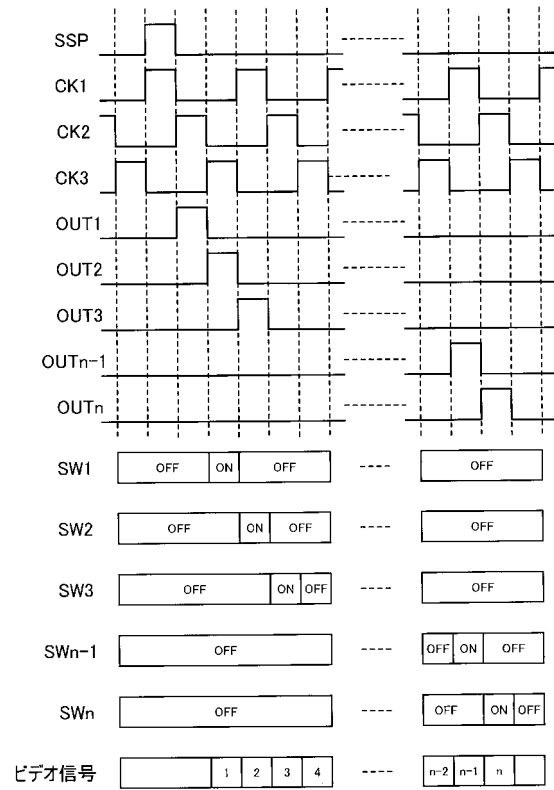 SSP
CK1
CK2
CK3
OUT1
OUT2
OUT3
OUTn-1
OUTn
SW1 OFF ON OFF OFF
SW2 OFF ON OFF OFF
SW3 OFF ON OFF OFF
SWn-1 OFF OFF ON OFF
SWn OFF OFF ON OFF
ビデオ信号 1 2 3 4 n-2 n-1 n